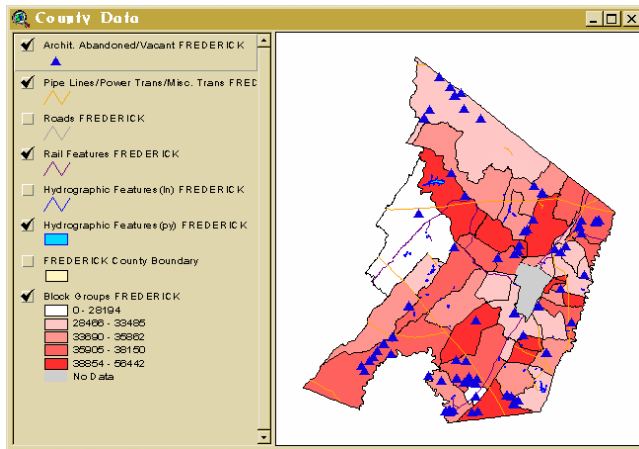 County Data
Archit. Abandoned/Vacant FREDERICK
Pipe Lines/Power Trans/Misc. Trans FRED
Roads FREDERICK
Rail Features FREDERICK
Hydrographic Features(ln) FREDERICK
Hydrographic Features(py) FREDERICK
FREDERICK County Boundary
Block Groups FREDERICK
0 - 28194
28466 - 33485
33690 - 35862
35905 - 38150
38854 - 56442
No Data